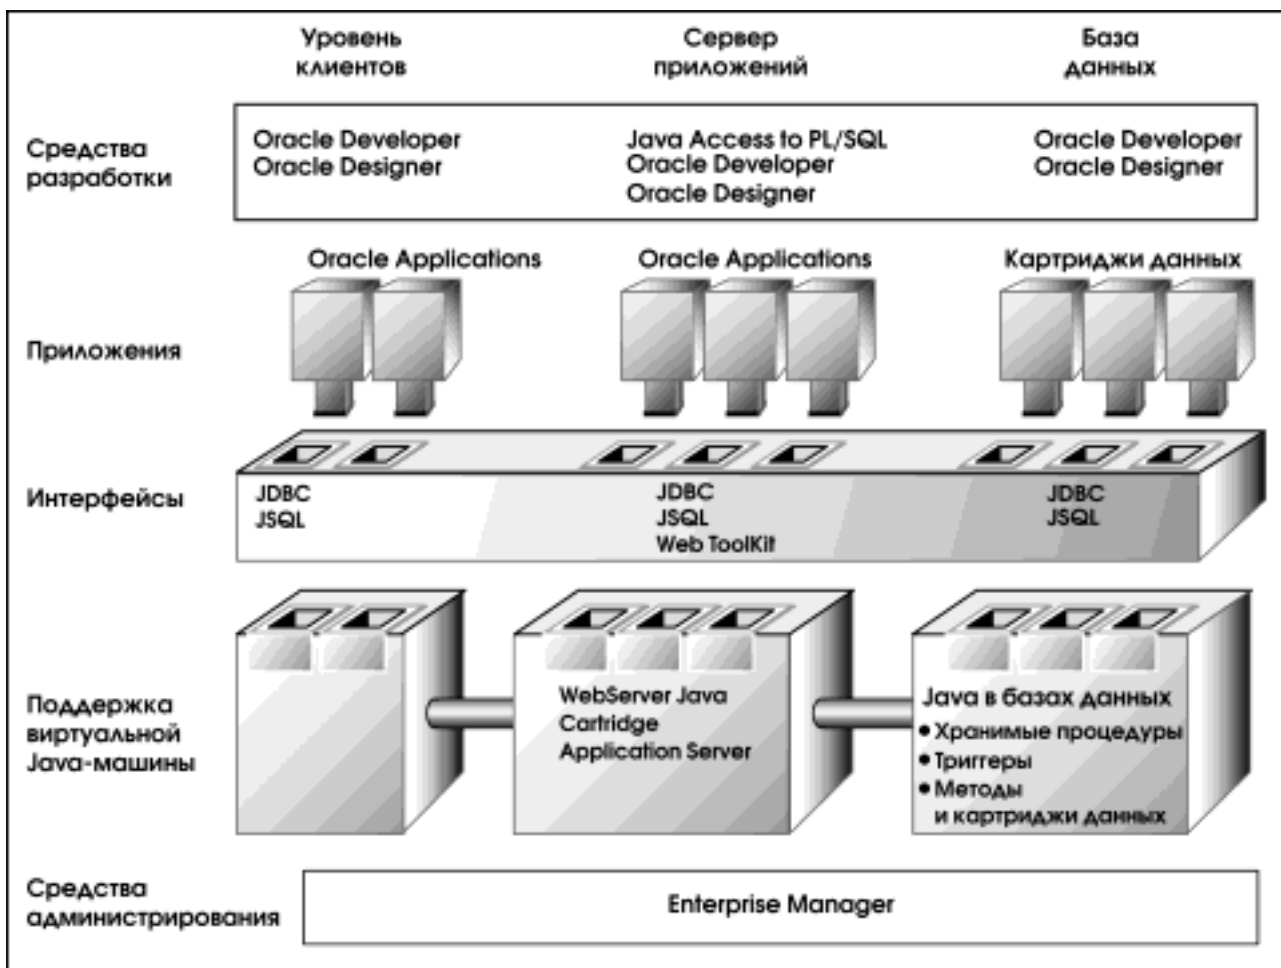 Уровень
клиентов
Сервер
приложений
База
данных
Средства
разработки
Oracle Developer
Oracle Designer
Java Access to PL/SQL
Oracle Developer
Oracle Designer
Oracle Developer
Oracle Designer
Приложения
Oracle Applications
Oracle Applications
Картриджи данных
Интерфейсы
JDBC
JSQL
JDBC
JSQL
Web ToolKit
JDBC
JSQL
Поддержка
виртуальной
Java-машины
WebServer Java
Cartridge
Application Server
Java в базах данных
• Хранимые процедуры
• Триггеры
• Методы
и картриджи данных
Средства
администрирования
Enterprise Manager